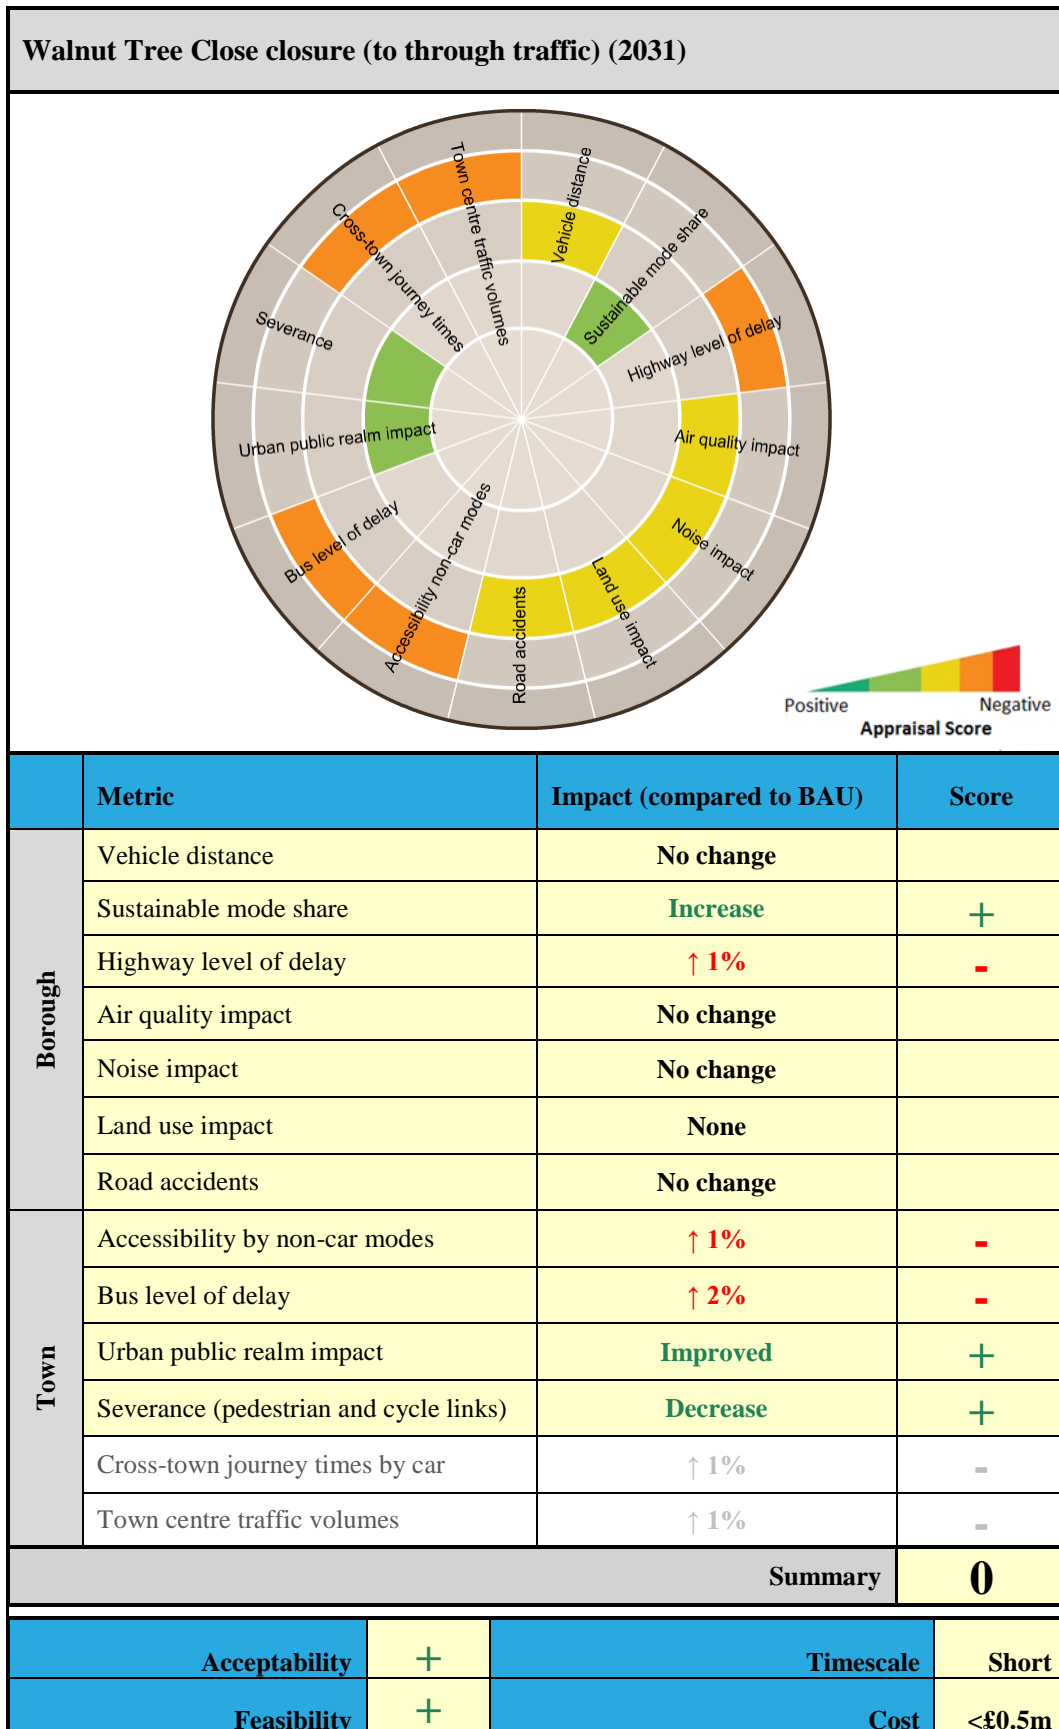 Walnut Tree Close closure (to through traffic) (2031)
Vehicle distance
Sustainable mode share
Highway level of delay
Air quality impact
Noise impact
Land use impact
Road accidents
Accessibility non-car modes
Bus level of delay
Urban public realm impact
Severance
Cross-town journey times
Town centre traffic volumes
Positive Negative
Appraisal Score
Metric Impact (compared to BAU) Score
Borough
Vehicle distance No change
Sustainable mode share Increase +
Highway level of delay ↑ 1% -
Air quality impact No change
Noise impact No change
Land use impact None
Road accidents No change
Town
Accessibility by non-car modes ↑ 1% -
Bus level of delay ↑ 2% -
Urban public realm impact Improved +
Severance (pedestrian and cycle links) Decrease +
Cross-town journey times by car ↑ 1% -
Town centre traffic volumes ↑ 1% -
Summary 0
Acceptability + Timescale Short
Feasibility + Cost <£0.5m